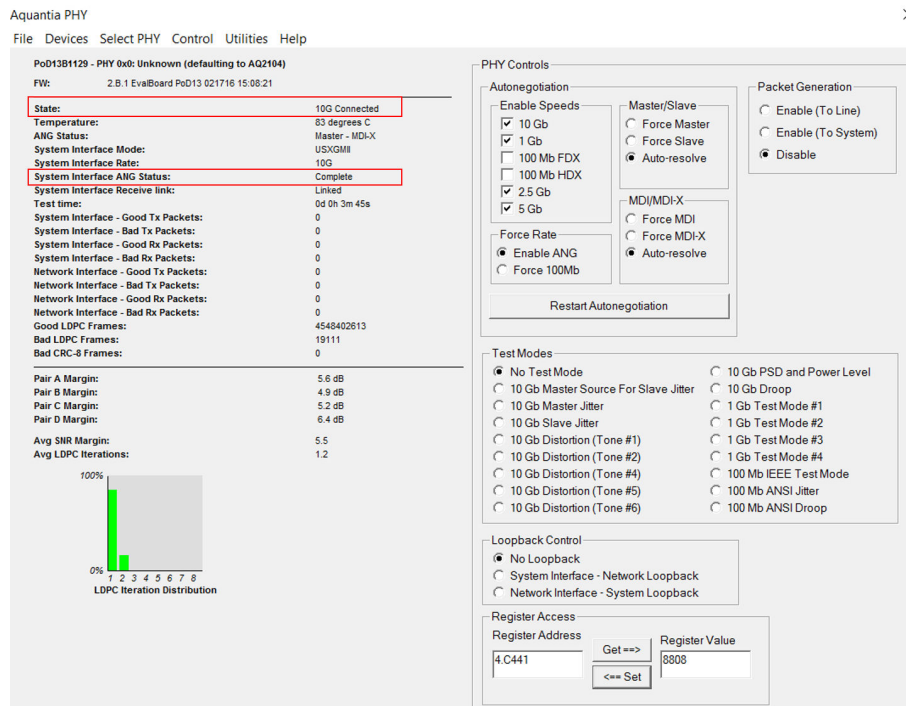 Aquantia PHY
File Devices Select PHY Control Utilities Help
PoD13B1129 - PHY 0x0: Unknown (defaulting to AQ2104)
FW: 2.B.1 EvalBoard PoD13 021716 15:08:21
State: 10G Connected
Temperature: 83 degrees C
ANG Status: Master - MDI-X
System Interface Mode: USXGMII
System Interface Rate: 10G
System Interface ANG Status: Complete
System Interface Receive link: Linked
Test time: 0d 0h 3m 45s
System Interface - Good Tx Packets: 0
System Interface - Bad Tx Packets: 0
System Interface - Good Rx Packets: 0
System Interface - Bad Rx Packets: 0
Network Interface - Good Tx Packets: 0
Network Interface - Bad Tx Packets: 0
Network Interface - Good Rx Packets: 0
Network Interface - Bad Rx Packets: 0
Good LDPC Frames: 4548402613
Bad LDPC Frames: 19111
Bad CRC-8 Frames: 0
Pair A Margin: 5.6 dB
Pair B Margin: 4.9 dB
Pair C Margin: 5.2 dB
Pair D Margin: 6.4 dB
Avg SNR Margin: 5.5
Avg LDPC Iterations: 1.2
100%
0%
1 2 3 4 5 6 7 8
LDPC Iteration Distribution
PHY Controls
Autonegotiation
Enable Speeds
10 Gb
1 Gb
100 Mb FDX
100 Mb HDX
2.5 Gb
5 Gb
Master/Slave
Force Master
Force Slave
Auto-resolve
MDI/MDI-X
Force MDI
Force MDI-X
Auto-resolve
Force Rate
Enable ANG
Force 100Mb
Restart Autonegotiation
Packet Generation
Enable (To Line)
Enable (To System)
Disable
Test Modes
No Test Mode
10 Gb Master Source For Slave Jitter
10 Gb Master Jitter
10 Gb Slave Jitter
10 Gb Distortion (Tone #1)
10 Gb Distortion (Tone #2)
10 Gb Distortion (Tone #4)
10 Gb Distortion (Tone #5)
10 Gb Distortion (Tone #6)
10 Gb PSD and Power Level
10 Gb Droop
1 Gb Test Mode #1
1 Gb Test Mode #2
1 Gb Test Mode #3
1 Gb Test Mode #4
100 Mb IEEE Test Mode
100 Mb ANSI Jitter
100 Mb ANSI Droop
Loopback Control
No Loopback
System Interface - Network Loopback
Network Interface - System Loopback
Register Access
Register Address
4.C441
Get ==>
<== Set
Register Value
8808